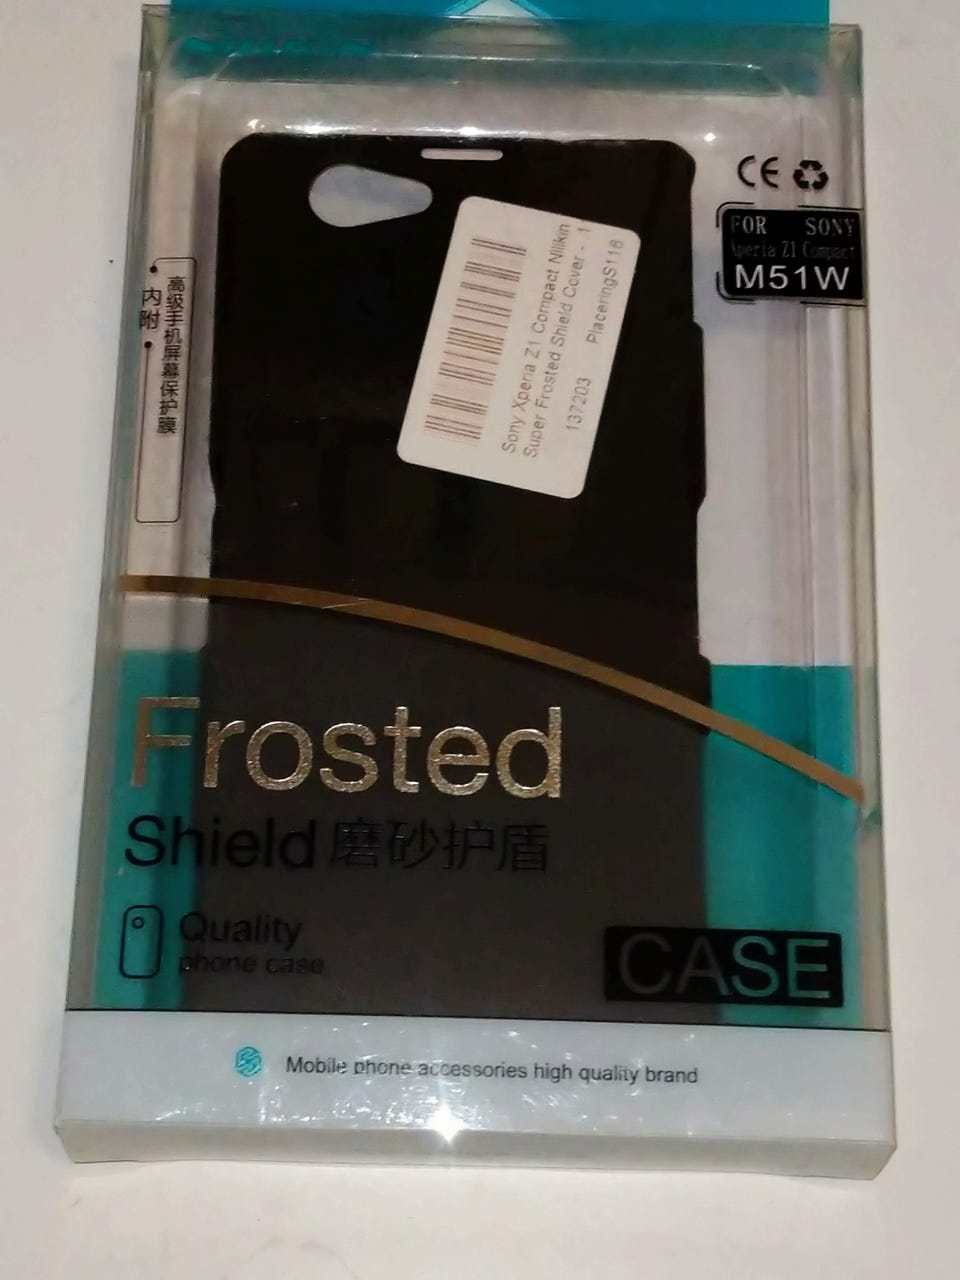 CE
FOR SONY
Xperia Z1 Compact
M51W
内附
高级手机屏幕保护膜
Sony Xperia Z1 Compact Nillkin
Super Frosted Shield Cover - 1
137203 PlaceringS116
Frosted
Shield 磨砂护盾
Quality
phone case
CASE
Mobile phone accessories high quality brand